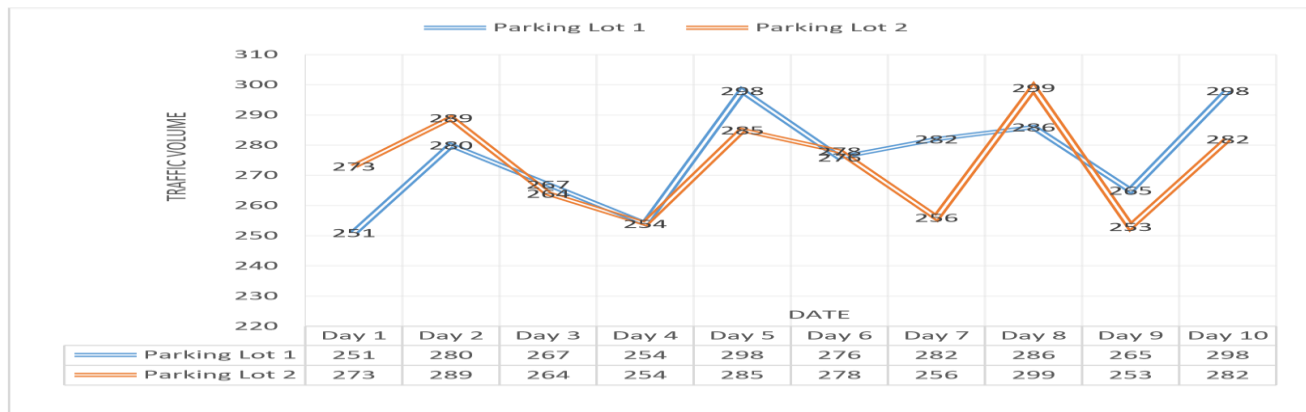 Parking Lot 1 Parking Lot 2
310
300
290
280
270
260
250
240
230
220
TRAFFIC VOLUME
251 280 267 254 298 276 282 286 265 298
273 289 264 254 285 278 256 299 253 282
DATE
Day 1 Day 2 Day 3 Day 4 Day 5 Day 6 Day 7 Day 8 Day 9 Day 10
Parking Lot 1 251 280 267 254 298 276 282 286 265 298
Parking Lot 2 273 289 264 254 285 278 256 299 253 282